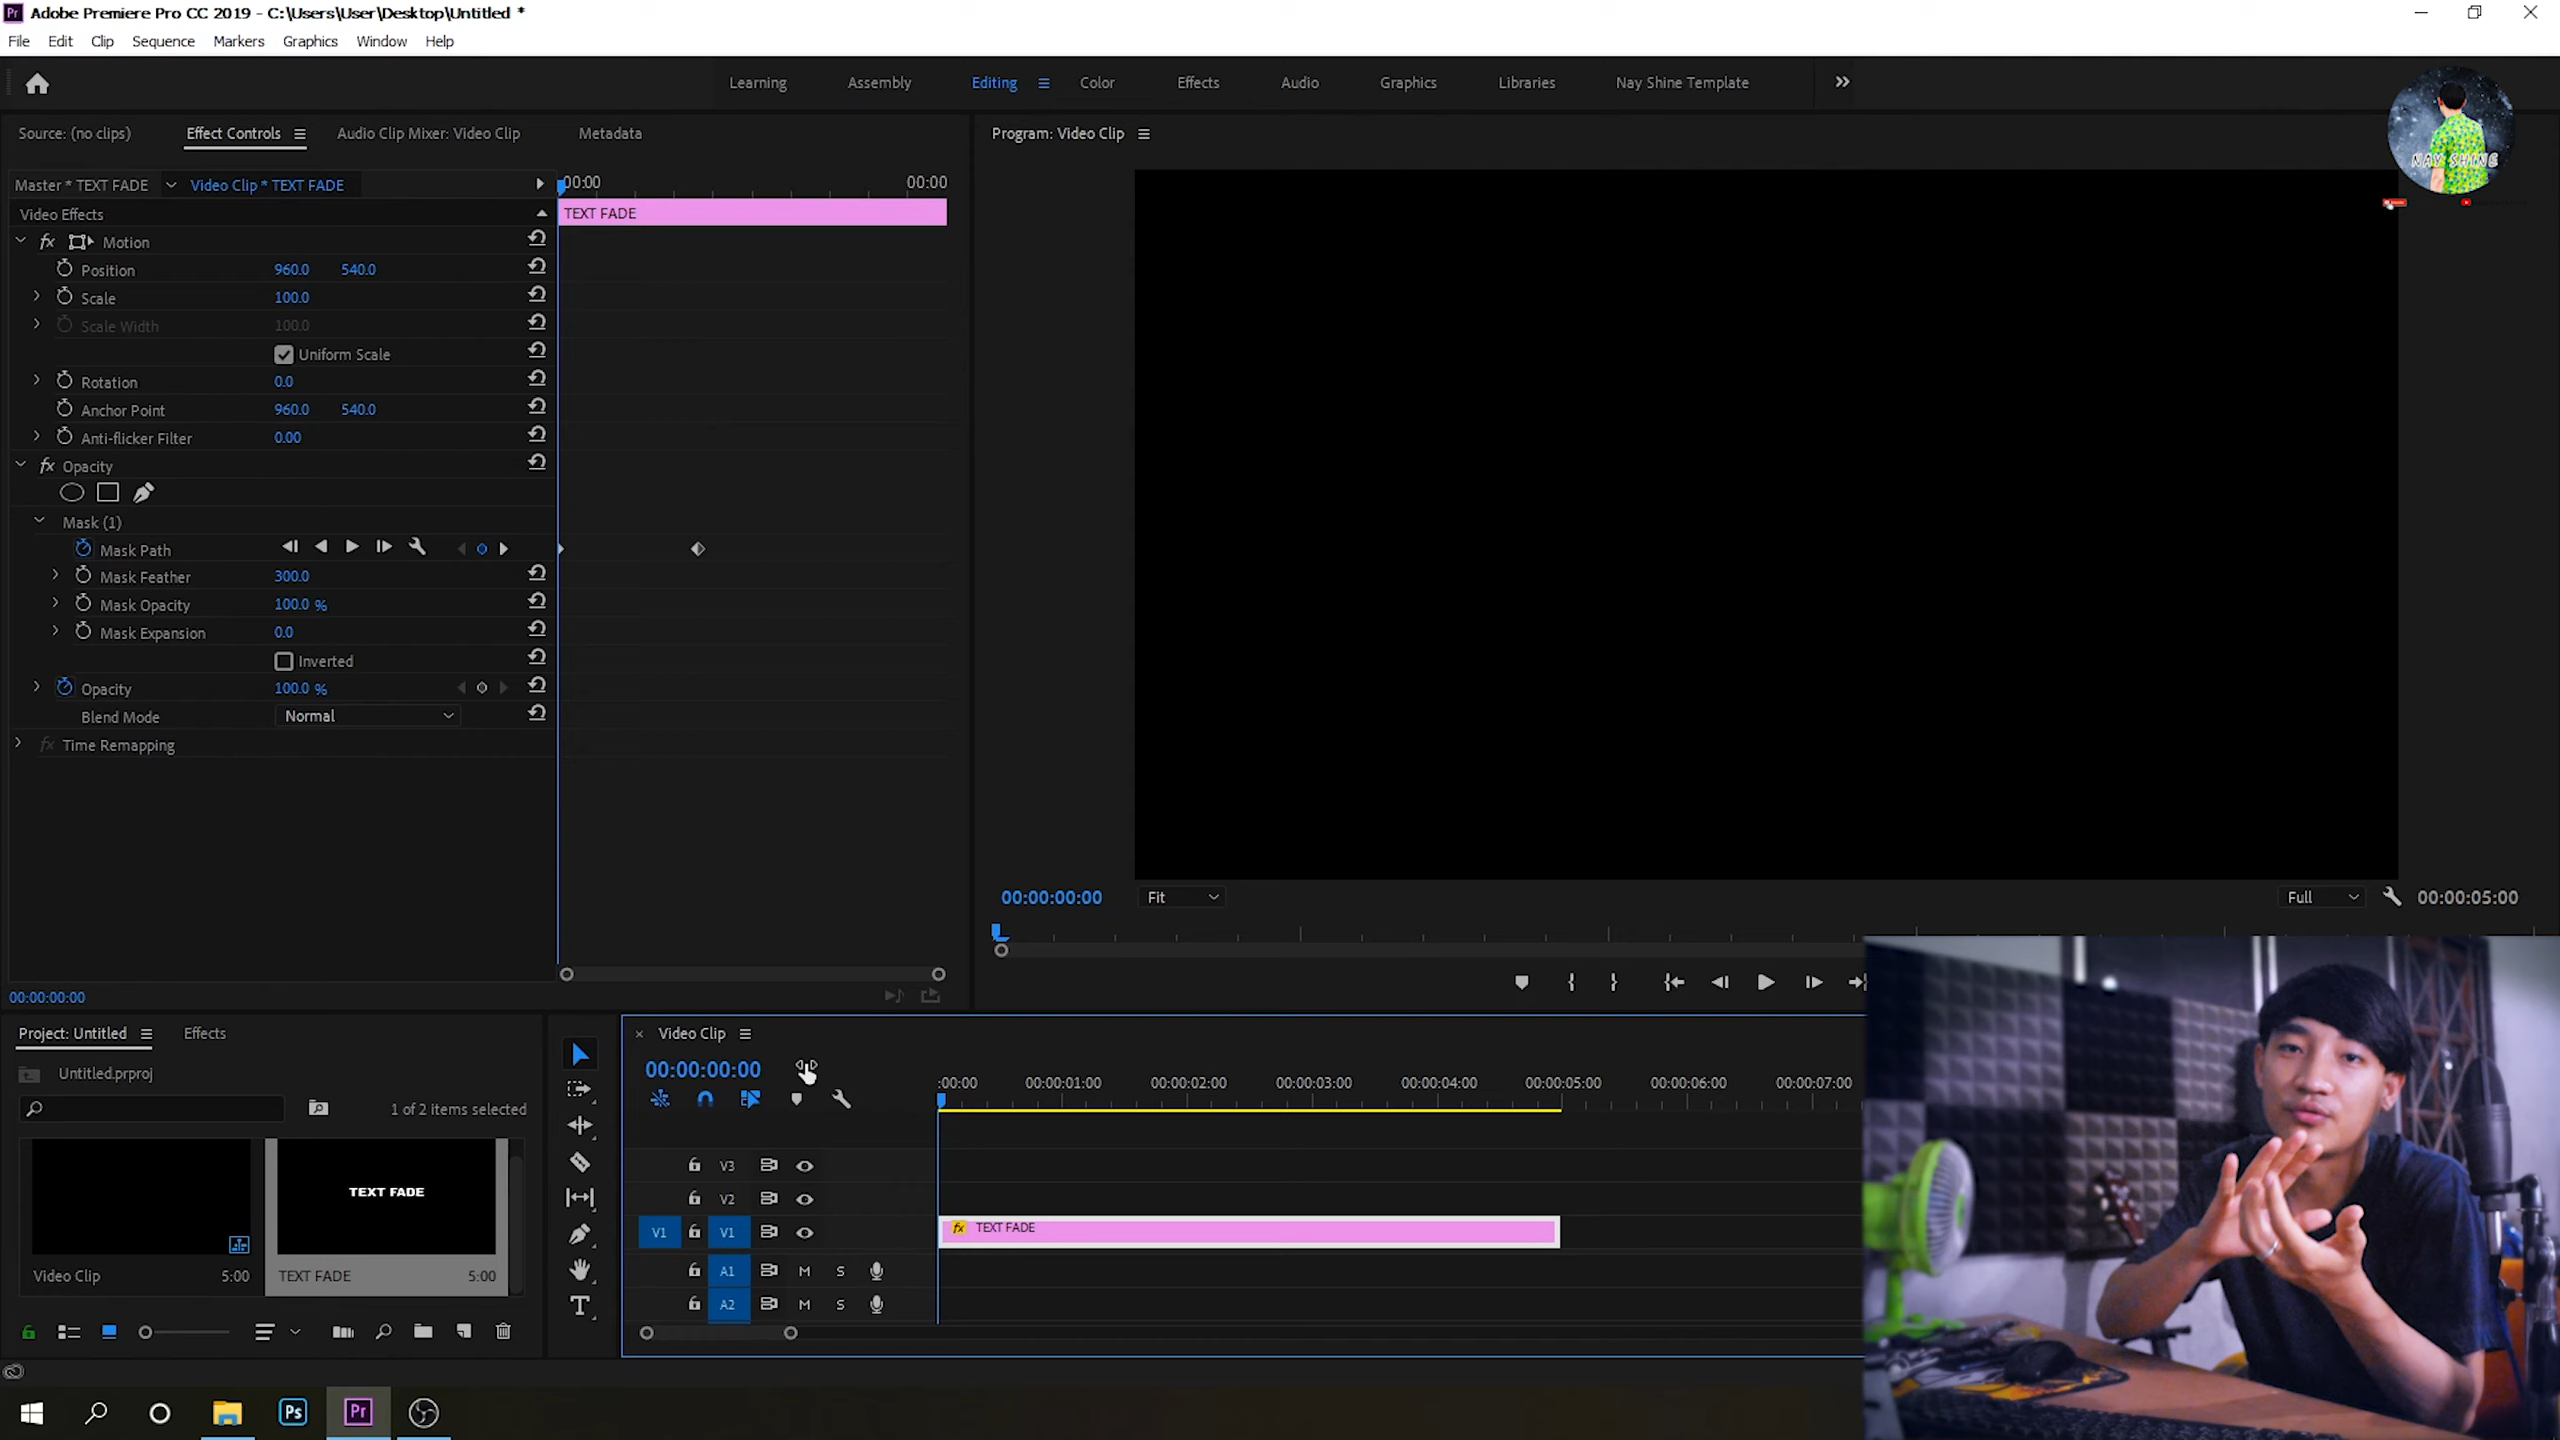 Pr Adobe Premiere Pro CC 2019 - C:\Users\User\Desktop\Untitled *
File Edit Clip Sequence Markers Graphics Window Help
Learning Assembly Editing Color Effects Audio Graphics Libraries Nay Shine Template
NAY SHINE
Source: (no clips) Effect Controls Audio Clip Mixer: Video Clip Metadata
Program: Video Clip
Master * TEXT FADE Video Clip * TEXT FADE
:00:00 00:00
Video Effects
TEXT FADE
fx Motion
Position 960.0 540.0
Scale 100.0
Scale Width 100.0
Uniform Scale
Rotation 0.0
Anchor Point 960.0 540.0
Anti-flicker Filter 0.00
fx Opacity
Mask (1)
Mask Path
Mask Feather 300.0
Mask Opacity 100.0 %
Mask Expansion 0.0
Inverted
Opacity 100.0 %
Blend Mode Normal
fx Time Remapping
00:00:00:00
00:00:00:00 Fit Full 00:00:05:00
Project: Untitled Effects
Untitled.prproj
1 of 2 items selected
TEXT FADE
Video Clip 5:00
TEXT FADE 5:00
× Video Clip
00:00:00:00
:00:00 00:00:01:00 00:00:02:00 00:00:03:00 00:00:04:00 00:00:05:00 00:00:06:00 00:00:07:00
V3
V2
V1 V1 fx TEXT FADE
A1 M S
A2 M S
T
Ps Pr